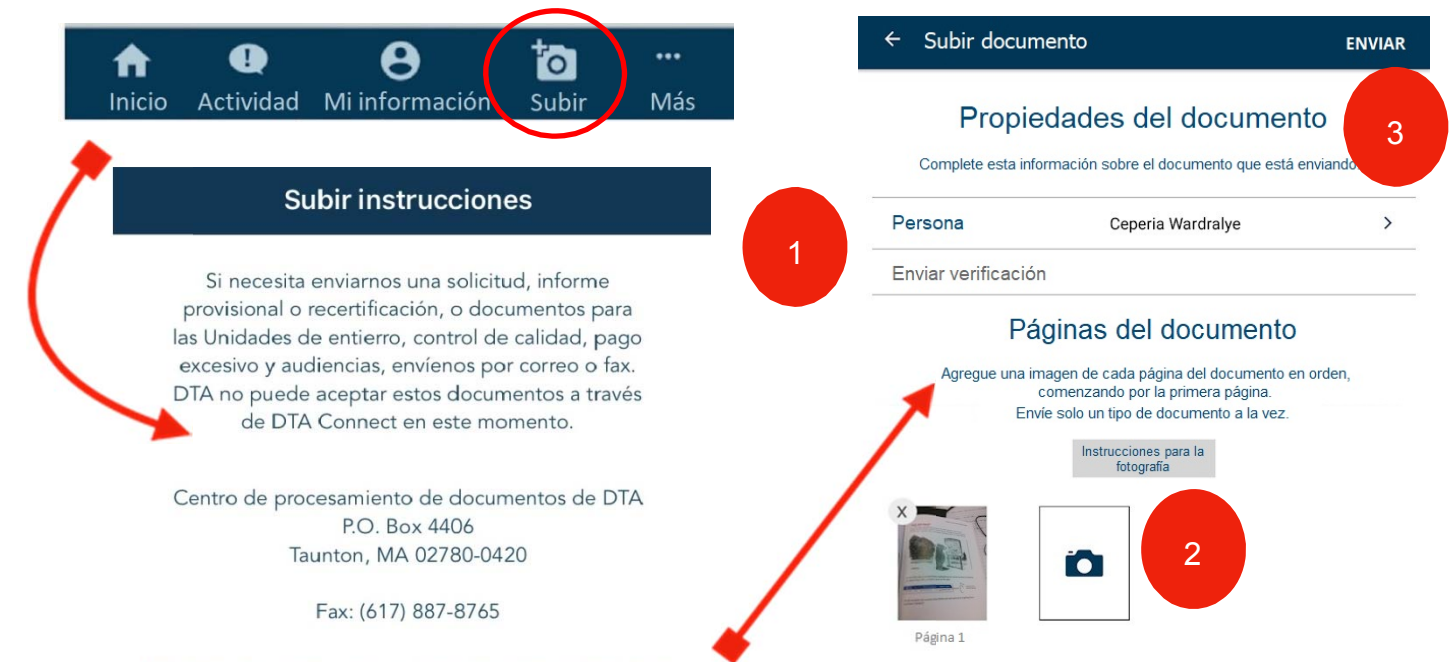 Inicio Actividad Mi información Subir Más
Subir instrucciones
Si necesita enviarnos una solicitud, informe
provisional o recertificación, o documentos para
las Unidades de entierro, control de calidad, pago
excesivo y audiencias, envíenos por correo o fax.
DTA no puede aceptar estos documentos a través
de DTA Connect en este momento.
Centro de procesamiento de documentos de DTA
P.O. Box 4406
Taunton, MA 02780-0420
Fax: (617) 887-8765
1
Subir documento ENVIAR
Propiedades del documento
3
Complete esta información sobre el documento que está enviando.
Persona Ceperia Wardralye
Enviar verificación
Páginas del documento
Agregue una imagen de cada página del documento en orden,
comenzando por la primera página.
Envíe solo un tipo de documento a la vez.
Instrucciones para la
fotografía
X
2
Página 1